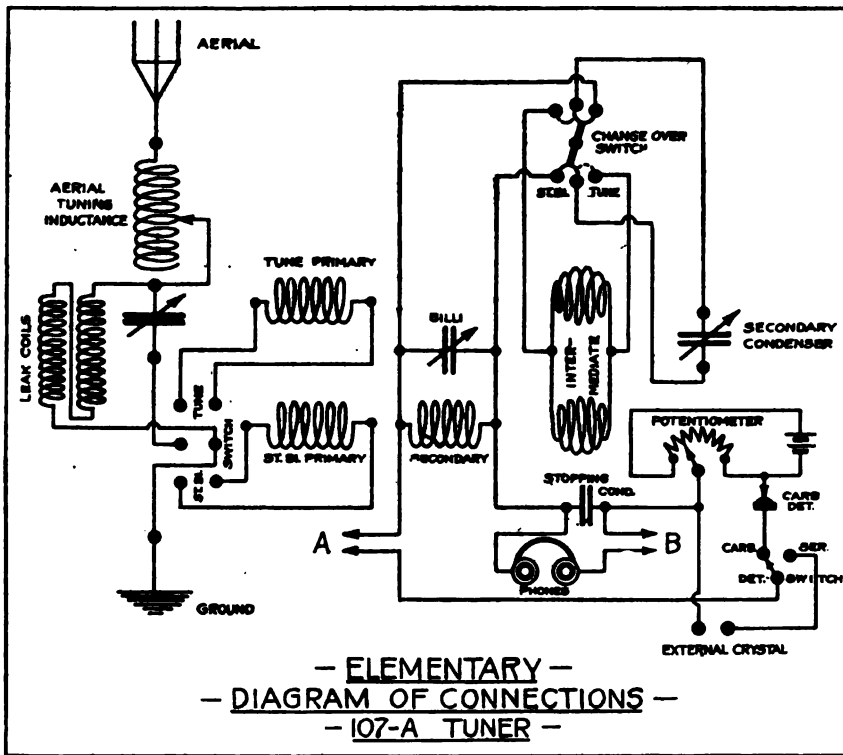 AERIAL
CHANGE OVER
SWITCH
AERIAL
TUNING
INDUCTANCE
ST.BI.
TUNE
TUNE PRIMARY
BILLI
SECONDARY
CONDENSER
LEAK COILS
INTER-
MEDIATE
TUNE
SWITCH
ST. BI.
POTENTIOMETER
ST. BI. PRIMARY
SECONDARY
STOPPING
COND.
CARB
DET.
A
B
CARB.
SER.
PHONES
DET.-SWITCH
GROUND
EXTERNAL CRYSTAL
- ELEMENTARY -
- DIAGRAM OF CONNECTIONS -
- 107-A TUNER -